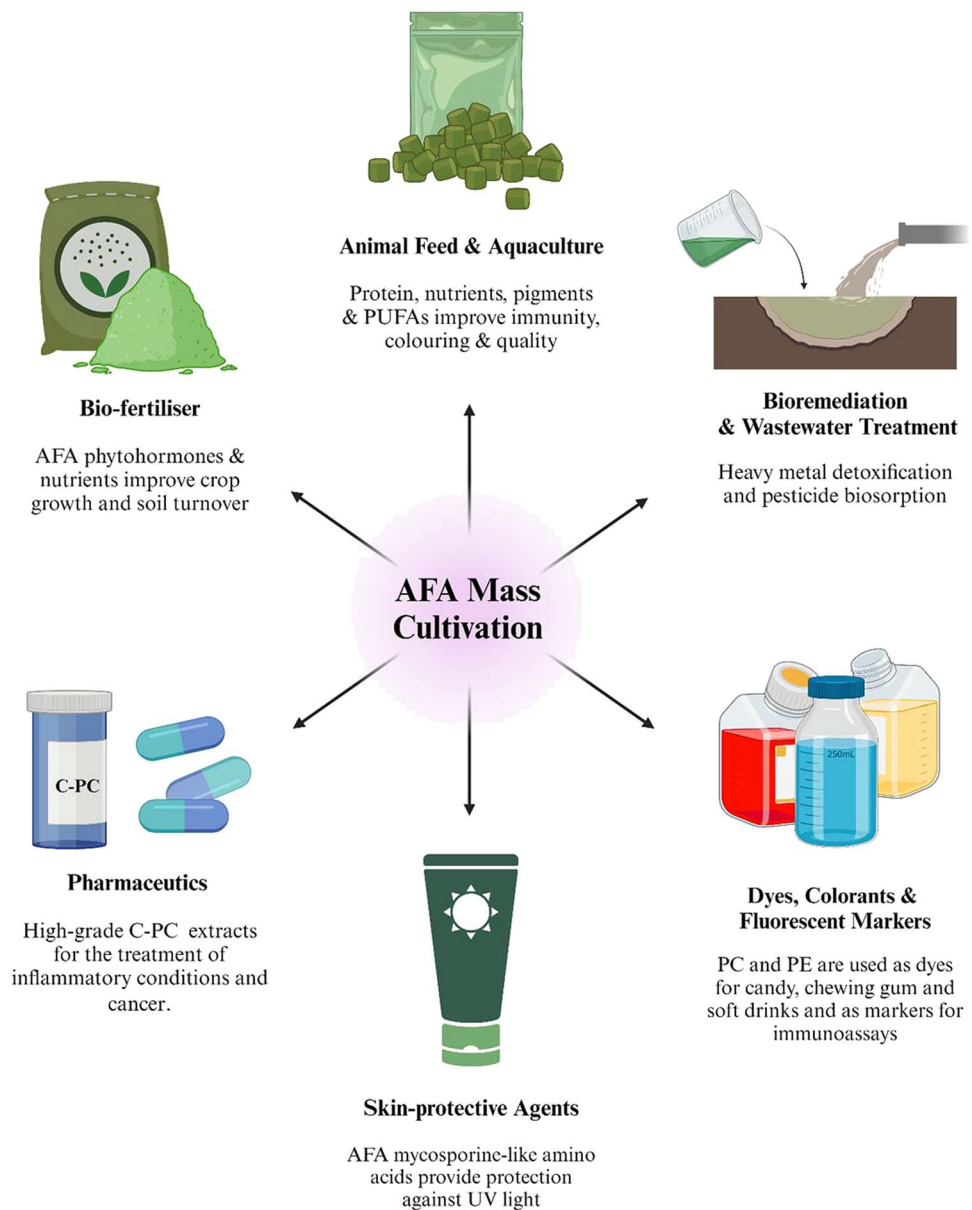 Animal Feed & Aquaculture
Protein, nutrients, pigments
& PUFAs improve immunity,
colouring & quality
Bio-fertiliser
AFA phytohormones &
nutrients improve crop
growth and soil turnover
Bioremediation
& Wastewater Treatment
Heavy metal detoxification
and pesticide biosorption
AFA Mass
Cultivation
C-PC
Pharmaceutics
High-grade C-PC extracts
for the treatment of
inflammatory conditions and
cancer.
250mL
Dyes, Colorants &
Fluorescent Markers
PC and PE are used as dyes
for candy, chewing gum and
soft drinks and as markers for
immunoassays
Skin-protective Agents
AFA mycosporine-like amino
acids provide protection
against UV light